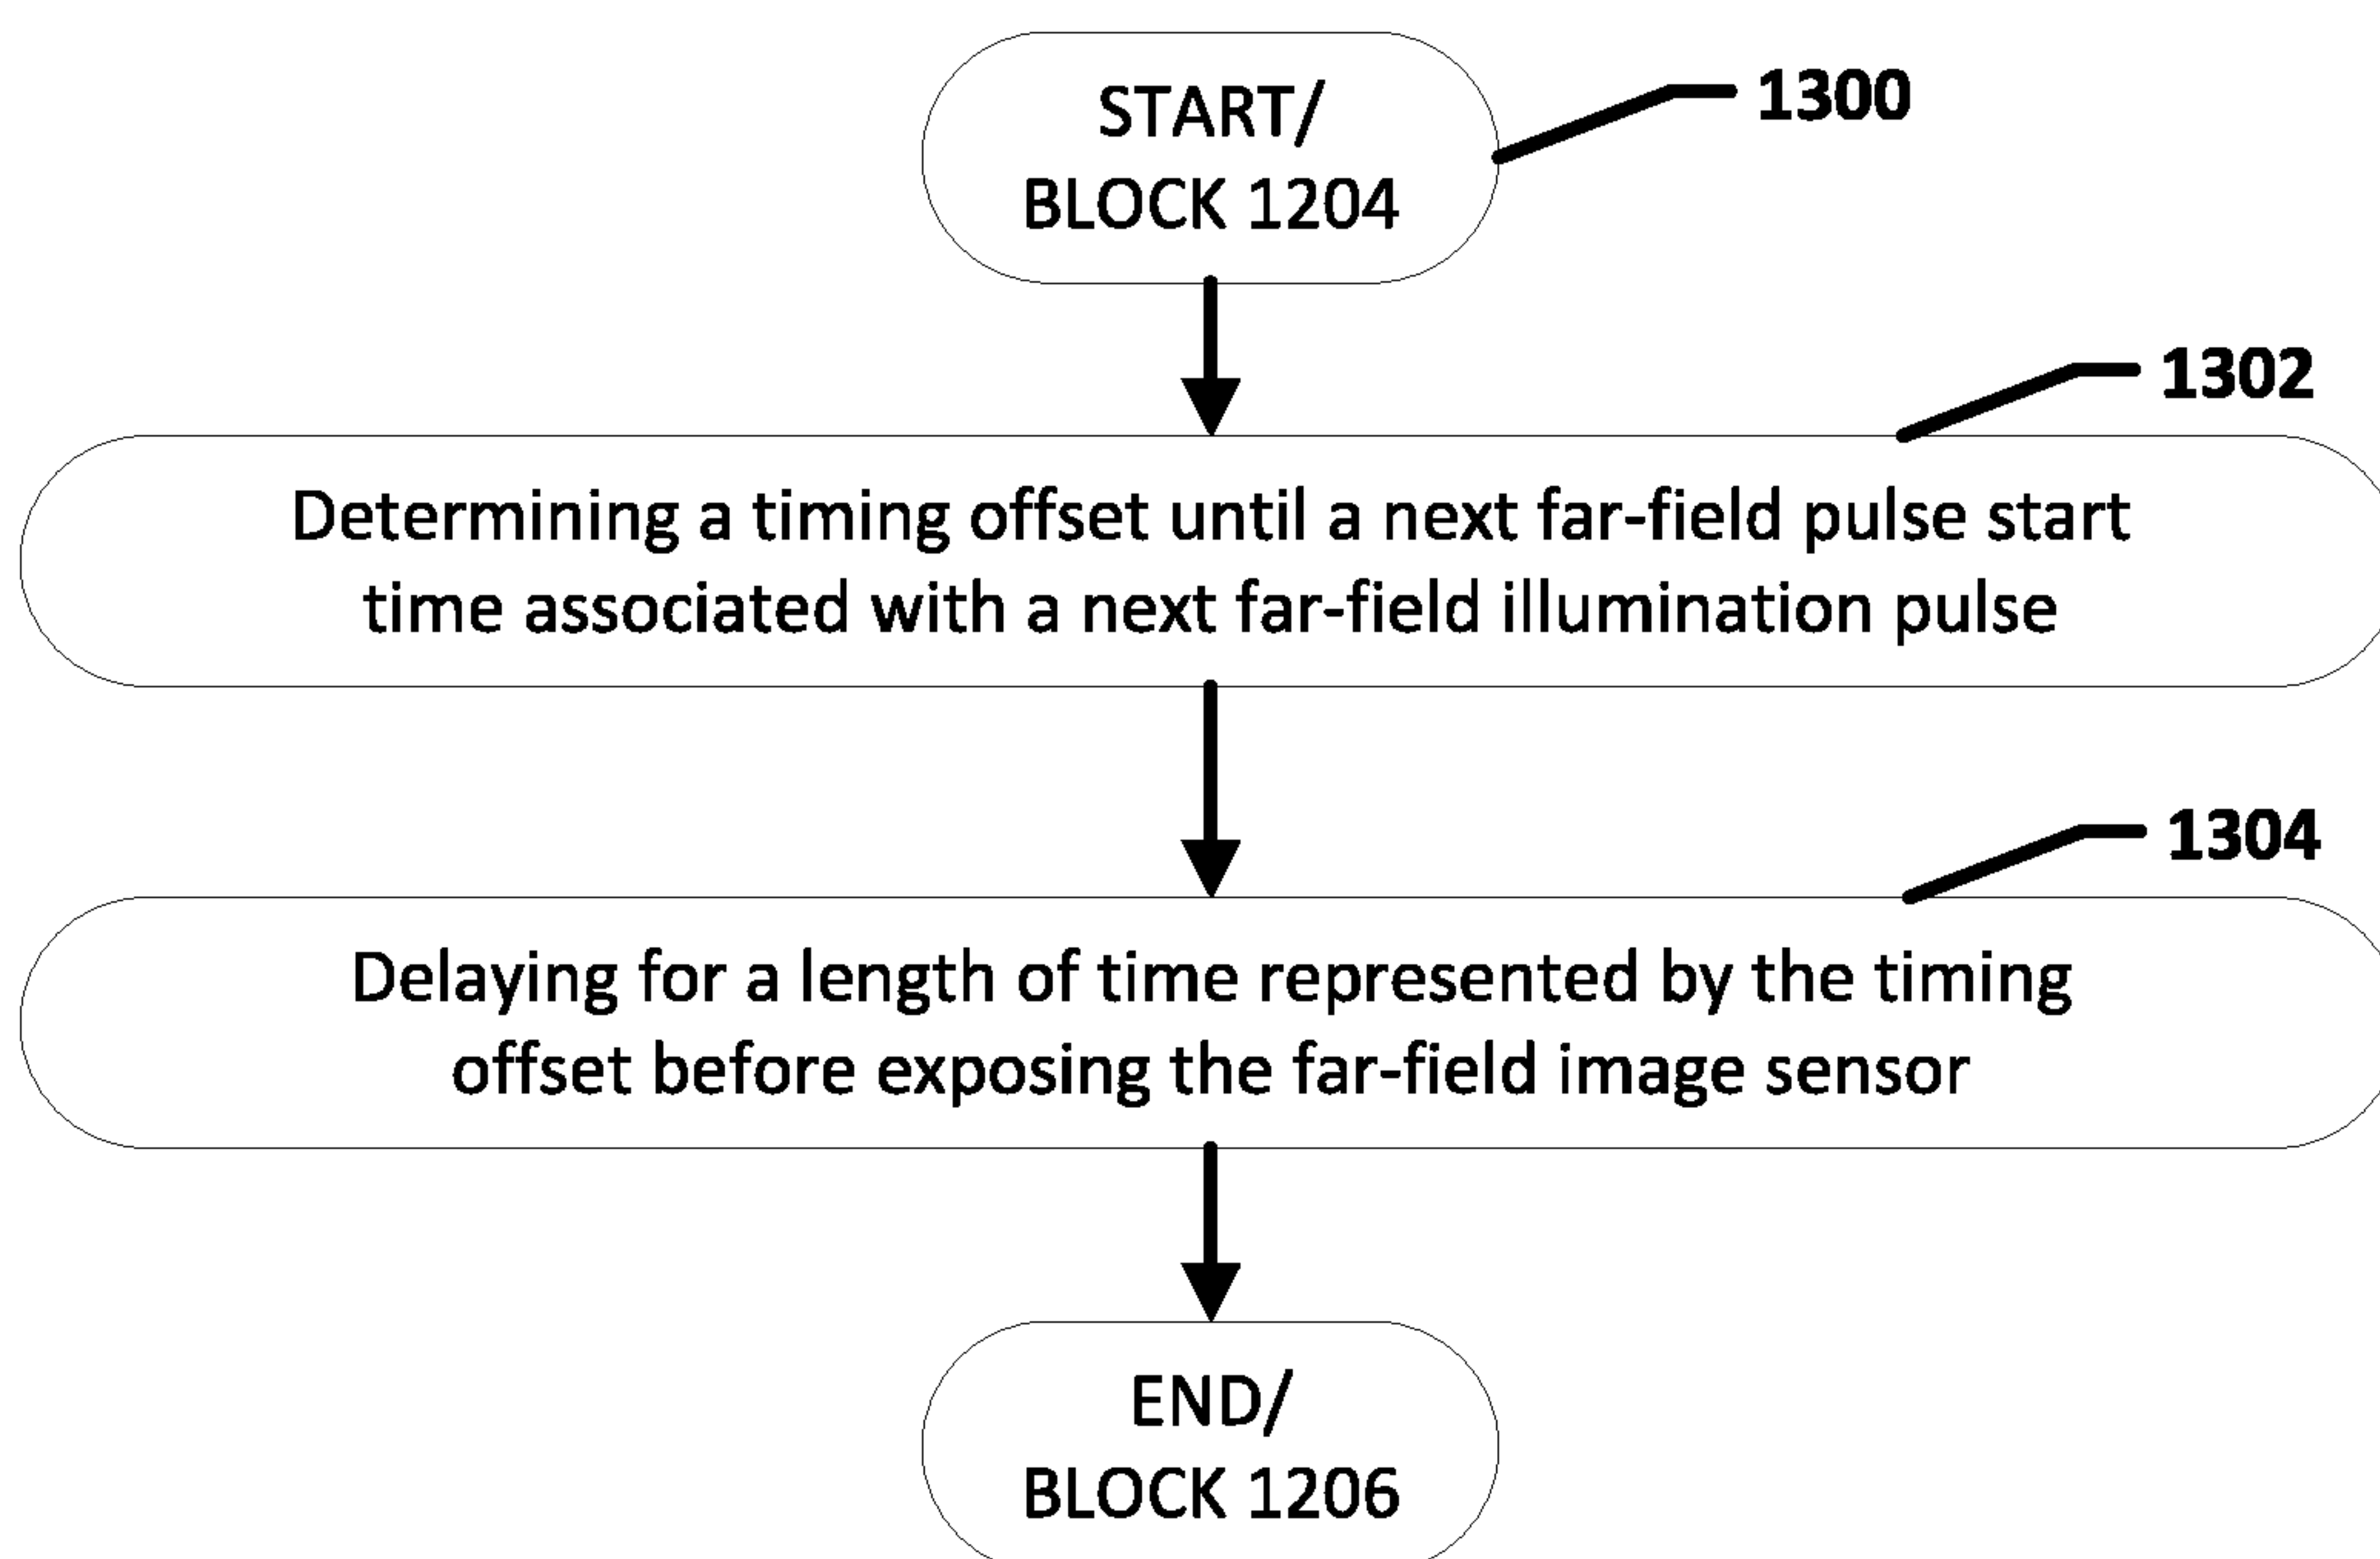 START/
BLOCK 1204
1300
1302
Determining a timing offset until a next far-field pulse start
time associated with a next far-field illumination pulse
1304
Delaying for a length of time represented by the timing
offset before exposing the far-field image sensor
END/
BLOCK 1206